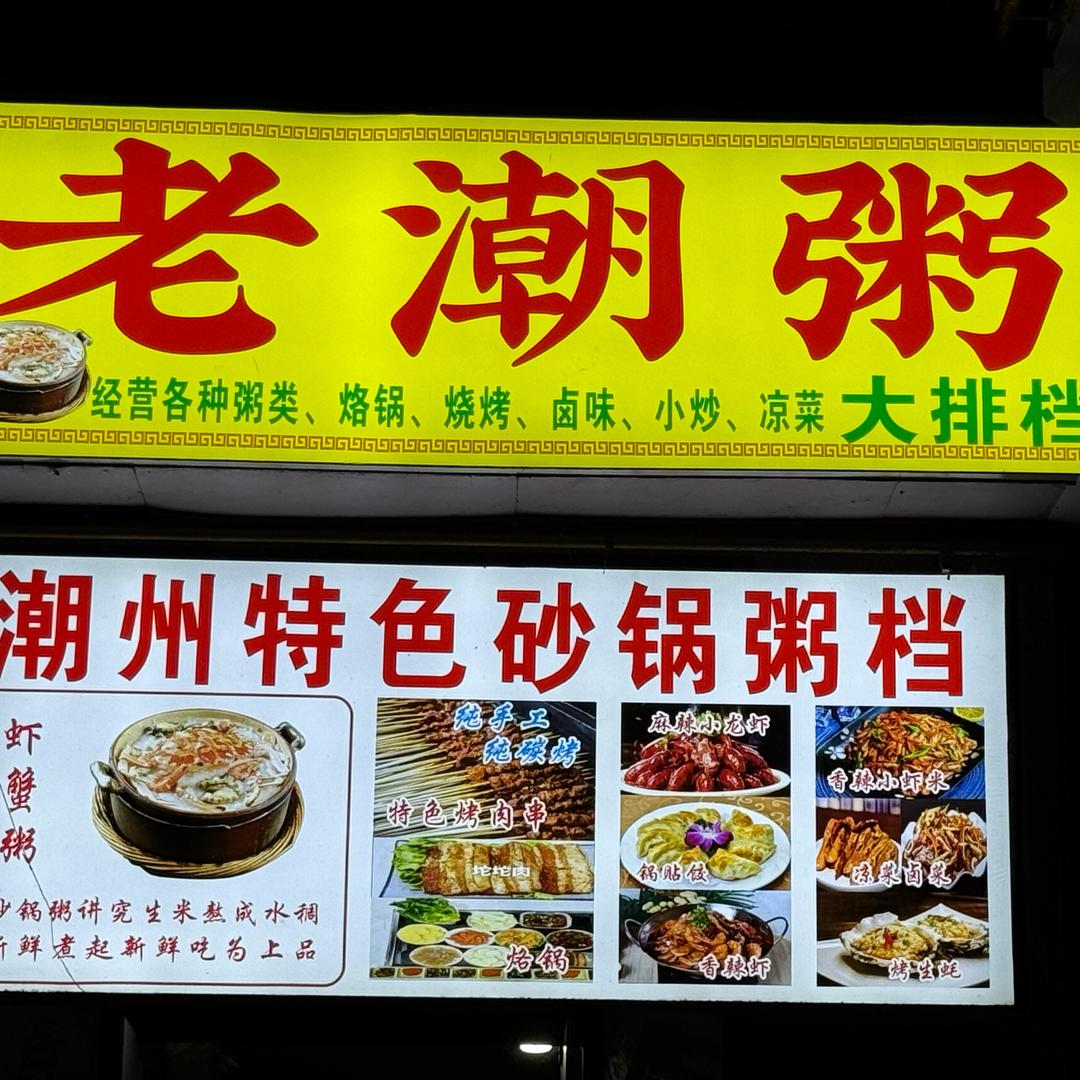 老潮粥
经营各种粥类、烙锅、烧烤、卤味、小炒、凉菜 大排档
潮州特色砂锅粥档
虾蟹粥
砂锅粥讲究生米熬成水稠
新鲜煮起新鲜吃为上品
纯手工
纯碳烤
特色烤肉串
坨坨肉
烙锅
麻辣小龙虾
锅贴饺
香辣虾
香辣小虾米
凉菜卤菜
烤生蚝